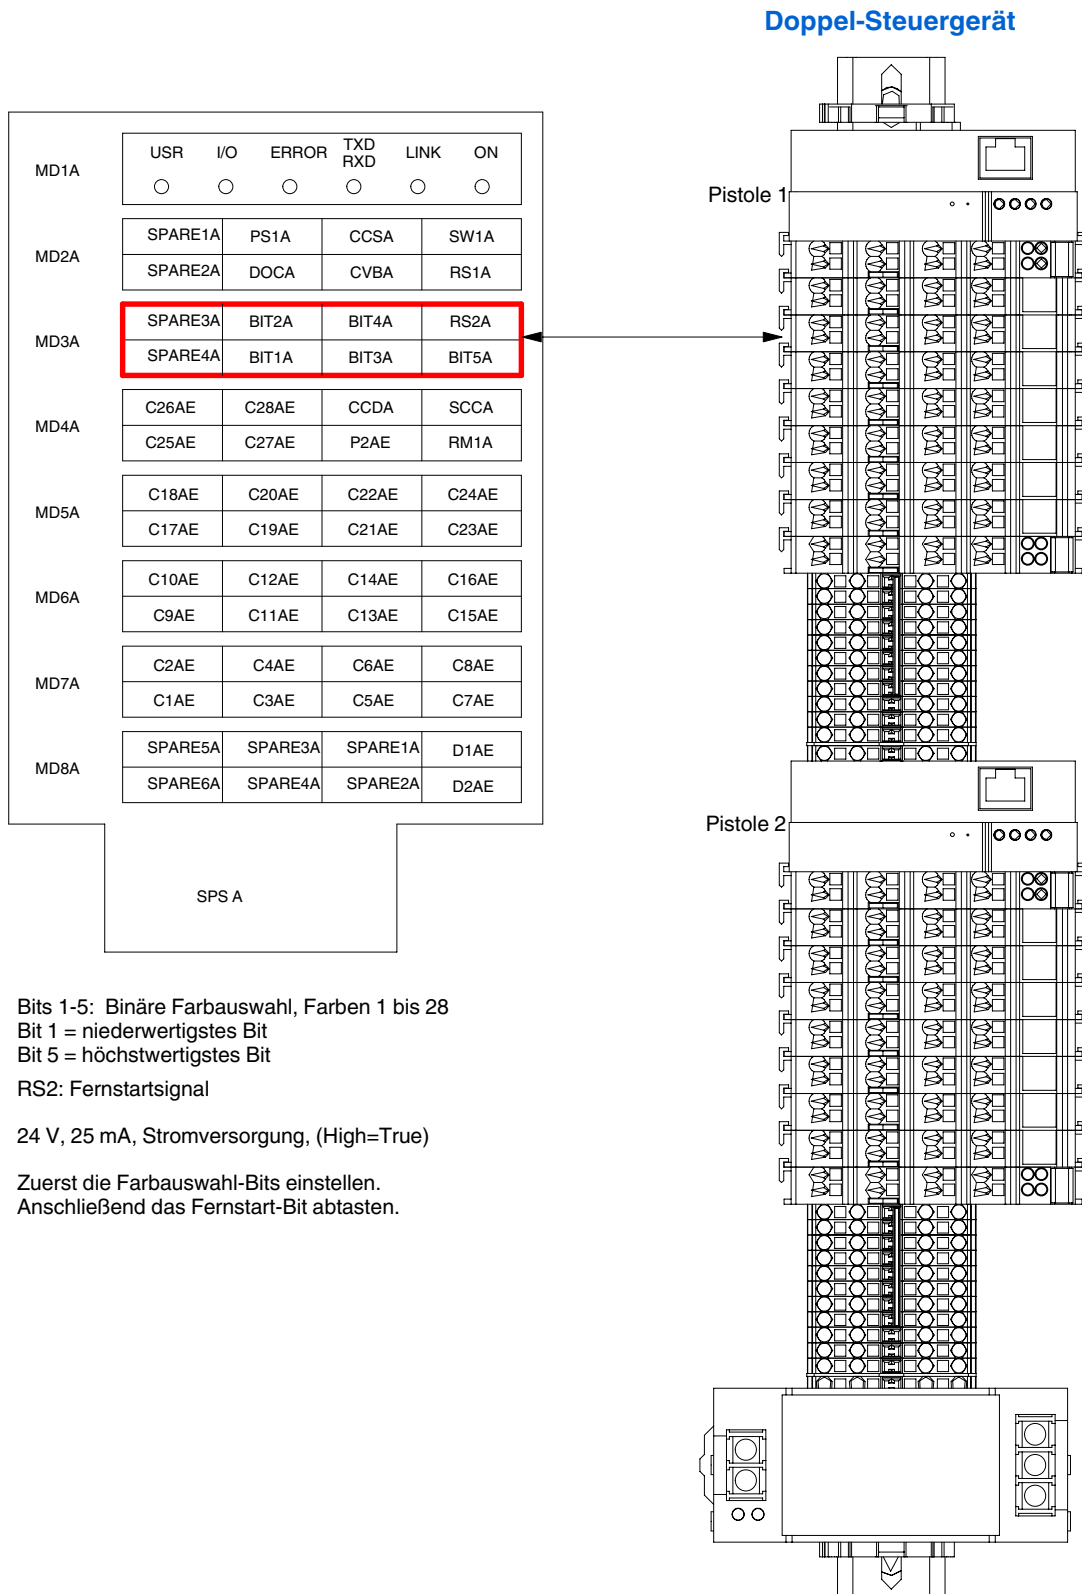 Doppel-Steuergerät
MD1A
USR I/O ERROR TXD RXD LINK ON
MD2A
SPARE1A PS1A CCSA SW1A
SPARE2A DOCA CVBA RS1A
MD3A
SPARE3A BIT2A BIT4A RS2A
SPARE4A BIT1A BIT3A BIT5A
MD4A
C26AE C28AE CCDA SCCA
C25AE C27AE P2AE RM1A
MD5A
C18AE C20AE C22AE C24AE
C17AE C19AE C21AE C23AE
MD6A
C10AE C12AE C14AE C16AE
C9AE C11AE C13AE C15AE
MD7A
C2AE C4AE C6AE C8AE
C1AE C3AE C5AE C7AE
MD8A
SPARE5A SPARE3A SPARE1A D1AE
SPARE6A SPARE4A SPARE2A D2AE
SPS A
Pistole 1
Pistole 2
Bits 1-5: Binäre Farbauswahl, Farben 1 bis 28
Bit 1 = niederwertigstes Bit
Bit 5 = höchstwertigstes Bit
RS2: Fernstartsignal
24 V, 25 mA, Stromversorgung, (High=True)
Zuerst die Farbauswahl-Bits einstellen.
Anschließend das Fernstart-Bit abtasten.